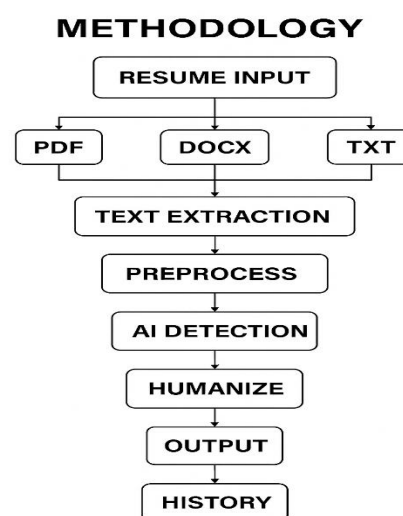 METHODOLOGY
RESUME INPUT
PDF
DOCX
TXT
TEXT EXTRACTION
PREPROCESS
AI DETECTION
HUMANIZE
OUTPUT
HISTORY